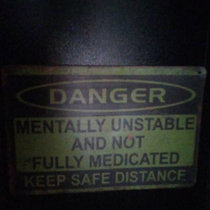 DANGER
MENTALLY UNSTABLE
AND NOT
FULLY MEDICATED
KEEP SAFE DISTANCE